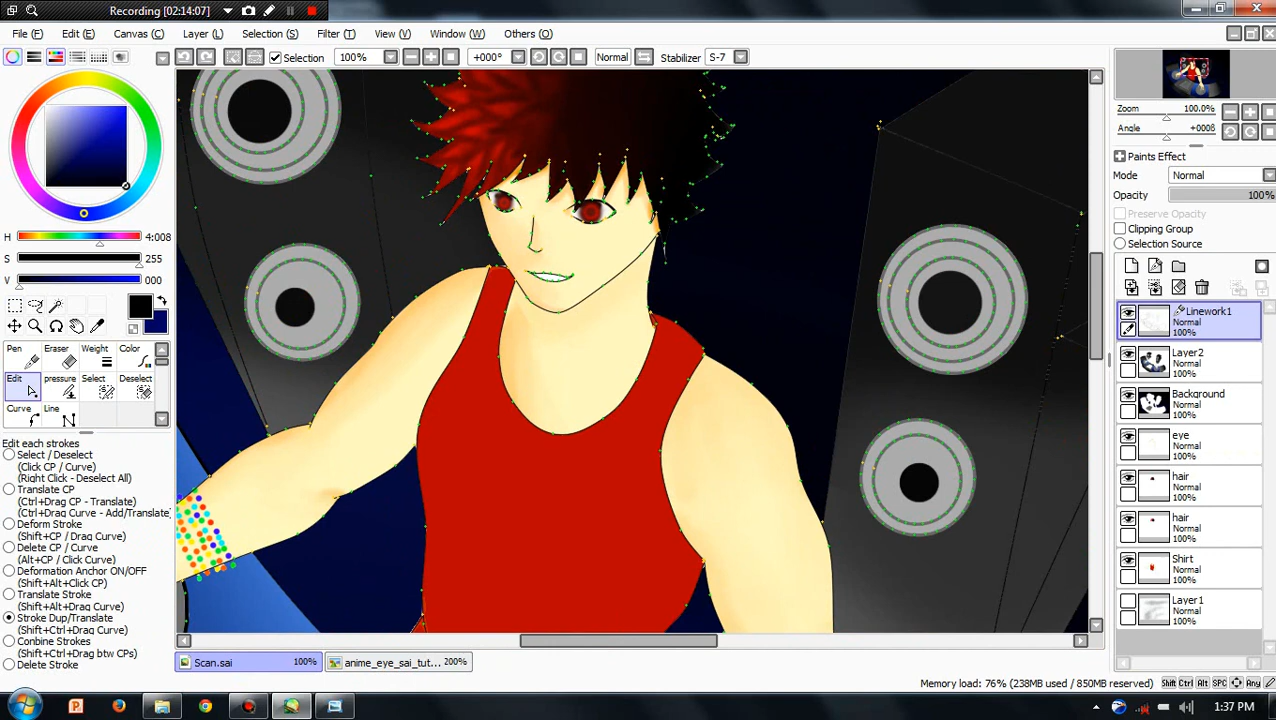 Recording [02:14:07]
File (F) Edit (E) Canvas (C) Layer (L) Selection (S) Filter (T) View (V) Window (W) Others (O)
Selection 100% +000° Normal Stabilizer S-7
Zoom 100.0%
Angle +000ß
Paints Effect
Mode Normal
Opacity 100%
Preserve Opacity
Clipping Group
Selection Source
H 4:008
S 255
V 000
Pen Eraser Weight Color
Edit pressure Select Deselect
Curve Line
Edit each strokes
Select / Deselect
(Click CP / Curve)
(Right Click - Deselect All)
Translate CP
(Ctrl+Drag CP - Translate)
(Ctrl+Drag Curve - Add/Translate)
Deform Stroke
(Shift+CP / Drag Curve)
Delete CP / Curve
(Alt+CP / Click Curve)
Deformation Anchor ON/OFF
(Shift+Alt+Click CP)
Translate Stroke
(Shift+Alt+Drag Curve)
Stroke Dup/Translate
(Shift+Ctrl+Drag Curve)
Conbine Strokes
(Shift+Ctrl+Drag btw CPs)
Delete Stroke
Linework1
Normal
100%
Layer2
Normal
100%
Background
Normal
100%
eye
Normal
100%
hair
Normal
100%
hair
Normal
100%
Shirt
Normal
100%
Layer1
Normal
100%
Scan.sai 100%
anime_eye_sai_tut... 200%
Memory load: 76% (238MB used / 850MB reserved)
Shift Ctrl Alt SPC Any
1:37 PM